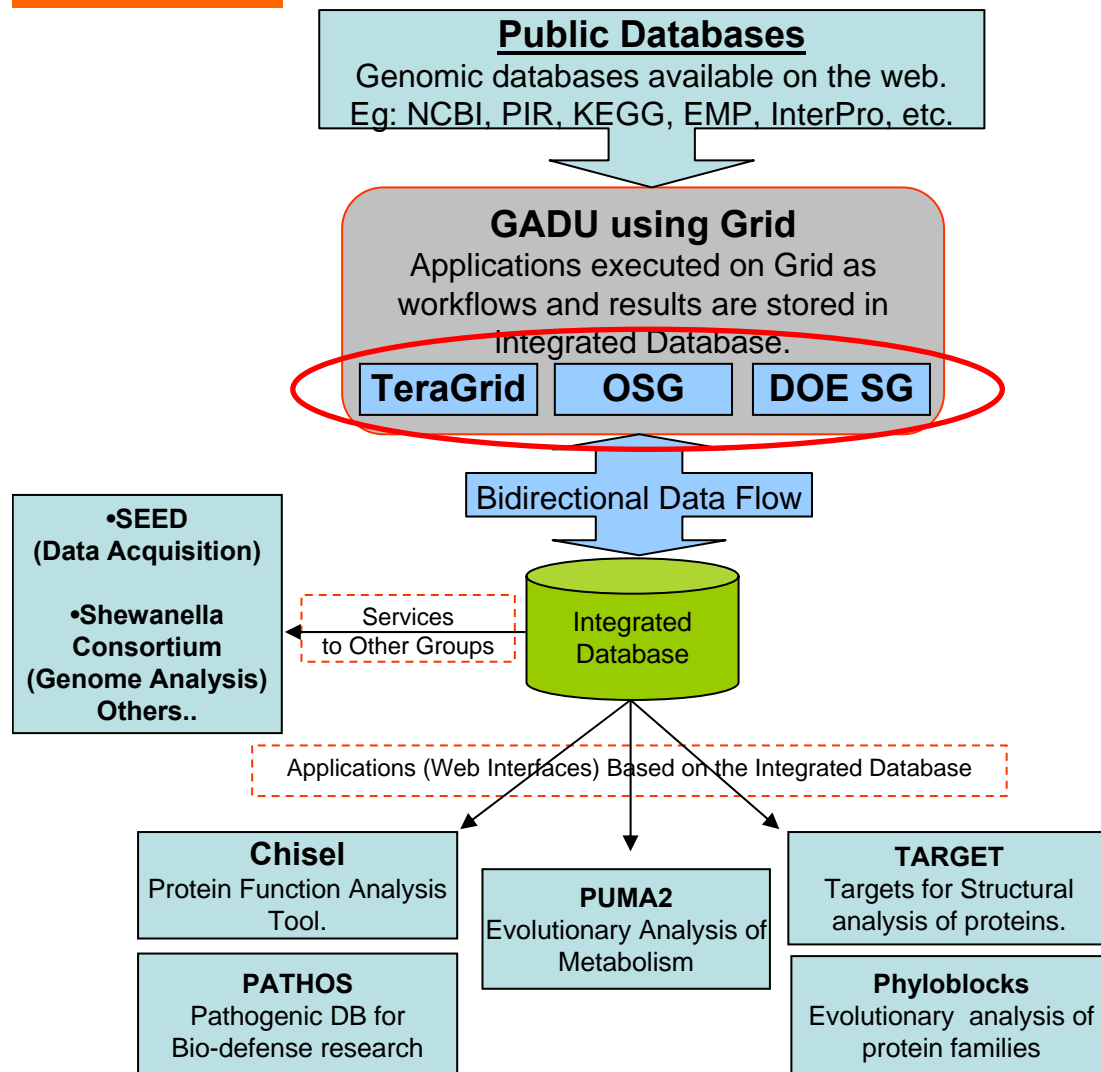 Public Databases
Genomic databases available on the web.
Eg: NCBI, PIR, KEGG, EMP, InterPro, etc.
GADU using Grid
Applications executed on Grid as
workflows and results are stored in
Integrated Database.
TeraGrid
OSG
DOE SG
Bidirectional Data Flow
•SEED
(Data Acquisition)
•Shewanella
Consortium
(Genome Analysis)
Others..
Services
to Other Groups
Integrated
Database
Applications (Web Interfaces) Based on the Integrated Database
Chisel
Protein Function Analysis
Tool.
PUMA2
Evolutionary Analysis of
Metabolism
TARGET
Targets for Structural
analysis of proteins.
PATHOS
Pathogenic DB for
Bio-defense research
Phyloblocks
Evolutionary analysis of
protein families